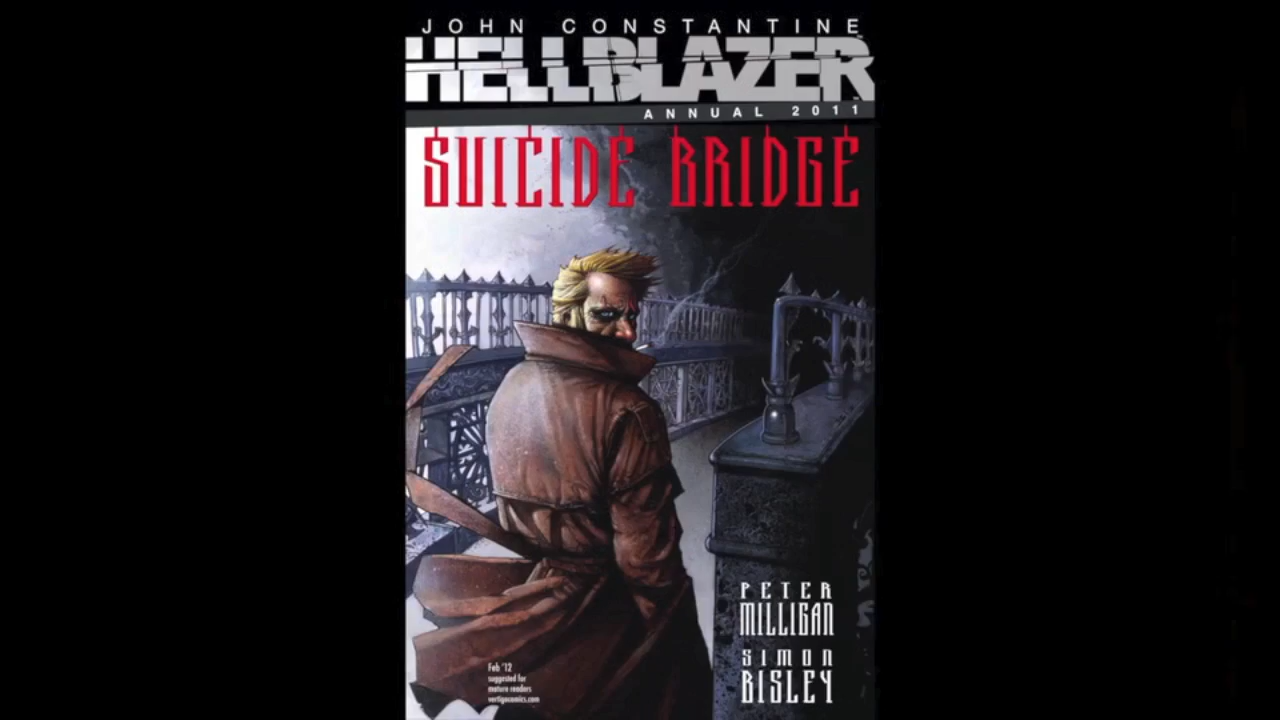 JOHN CONSTANTINE
HELLBLAZER
ANNUAL 2011
SUICIDE BRIDGE
PETER
MILLIGAN
SIMON
BISLEY
Feb '12
suggested for
mature readers
vertigocomics.com